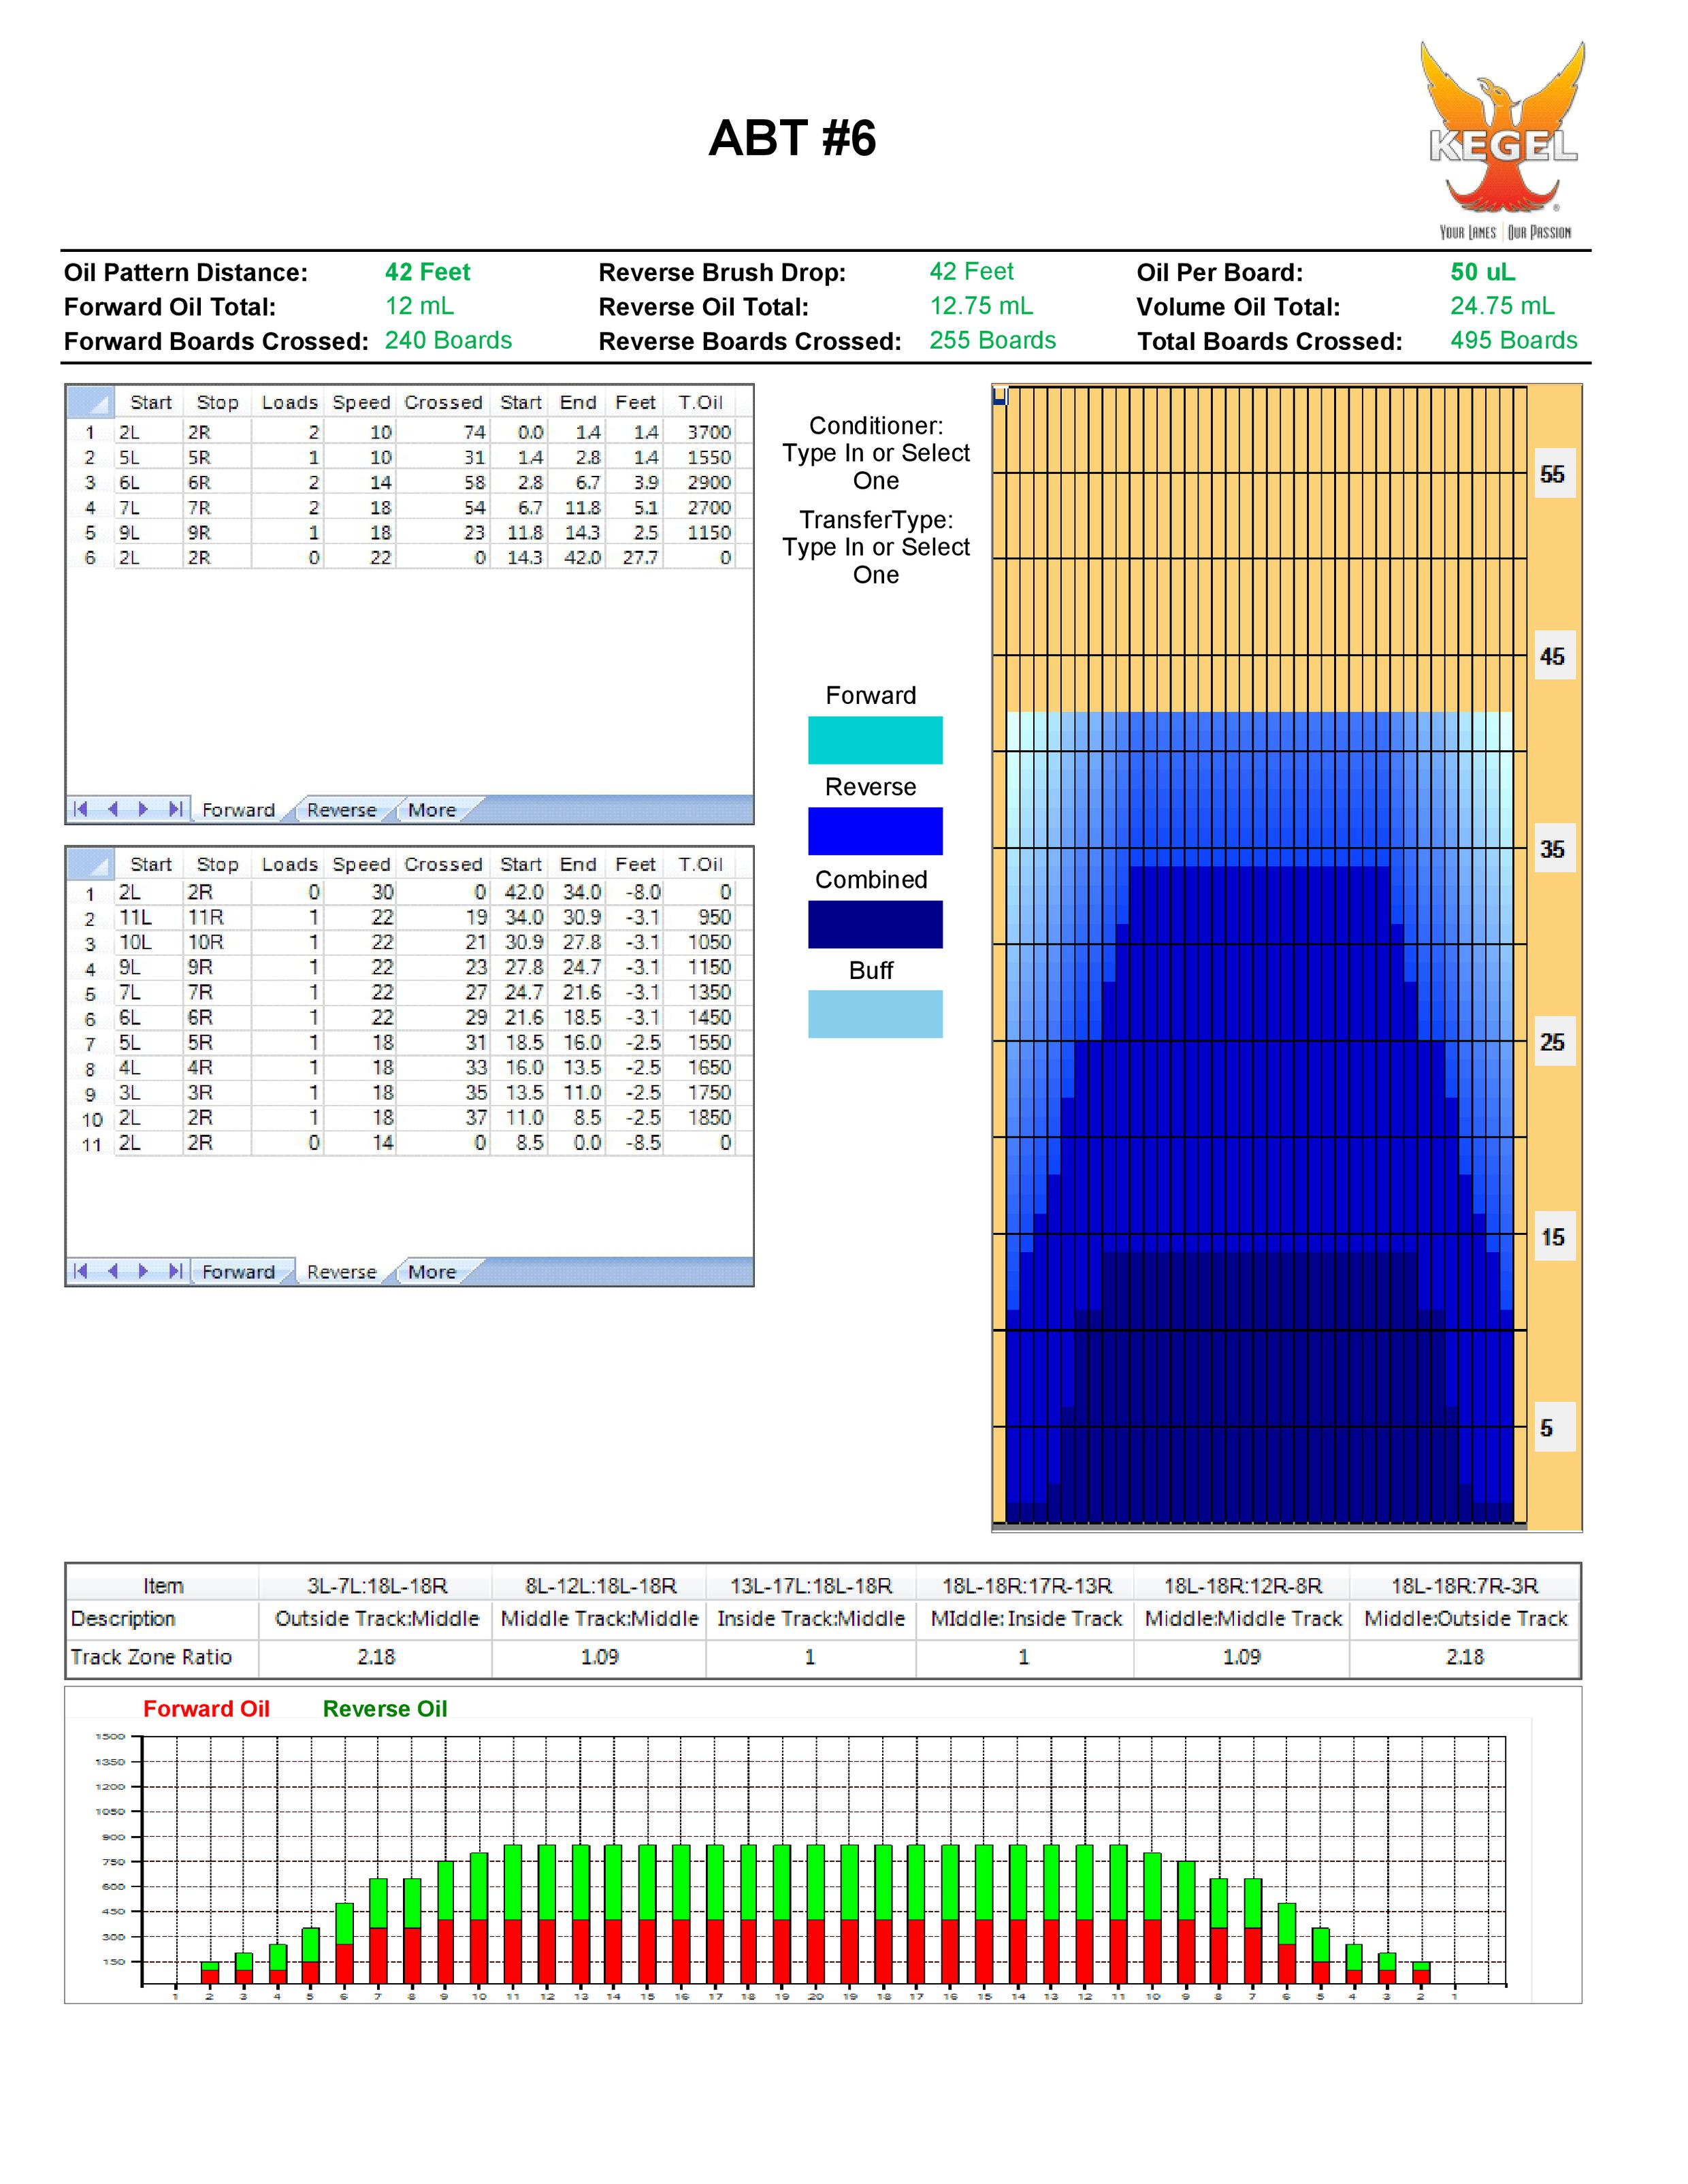 ABT #6
KEGEL
YOUR LANES | OUR PASSION
Oil Pattern Distance: 42 Feet Reverse Brush Drop: 42 Feet Oil Per Board: 50 uL
Forward Oil Total: 12 mL Reverse Oil Total: 12.75 mL Volume Oil Total: 24.75 mL
Forward Boards Crossed: 240 Boards Reverse Boards Crossed: 255 Boards Total Boards Crossed: 495 Boards
Start Stop Loads Speed Crossed Start End Feet T.Oil
1 2L 2R 2 10 74 0.0 1.4 1.4 3700
2 5L 5R 1 10 31 1.4 2.8 1.4 1550
3 6L 6R 2 14 58 2.8 6.7 3.9 2900
4 7L 7R 2 18 54 6.7 11.8 5.1 2700
5 9L 9R 1 18 23 11.8 14.3 2.5 1150
6 2L 2R 0 22 0 14.3 42.0 27.7 0
Forward Reverse More
Start Stop Loads Speed Crossed Start End Feet T.Oil
1 2L 2R 0 30 0 42.0 34.0 -8.0 0
2 11L 11R 1 22 19 34.0 30.9 -3.1 950
3 10L 10R 1 22 21 30.9 27.8 -3.1 1050
4 9L 9R 1 22 23 27.8 24.7 -3.1 1150
5 7L 7R 1 22 27 24.7 21.6 -3.1 1350
6 6L 6R 1 22 29 21.6 18.5 -3.1 1450
7 5L 5R 1 18 31 18.5 16.0 -2.5 1550
8 4L 4R 1 18 33 16.0 13.5 -2.5 1650
9 3L 3R 1 18 35 13.5 11.0 -2.5 1750
10 2L 2R 1 18 37 11.0 8.5 -2.5 1850
11 2L 2R 0 14 0 8.5 0.0 -8.5 0
Forward Reverse More
Conditioner:
Type In or Select
One
TransferType:
Type In or Select
One
Forward
Reverse
Combined
Buff
55
45
35
25
15
5
Item 3L-7L:18L-18R 8L-12L:18L-18R 13L-17L:18L-18R 18L-18R:17R-13R 18L-18R:12R-8R 18L-18R:7R-3R
Description Outside Track:Middle Middle Track:Middle Inside Track:Middle MIddle: Inside Track Middle:Middle Track Middle:Outside Track
Track Zone Ratio 2.18 1.09 1 1 1.09 2.18
Forward Oil Reverse Oil
1500
1350
1200
1050
900
750
600
450
300
150
1 2 3 4 5 6 7 8 9 10 11 12 13 14 15 16 17 18 19 20 19 18 17 16 15 14 13 12 11 10 9 8 7 6 5 4 3 2 1